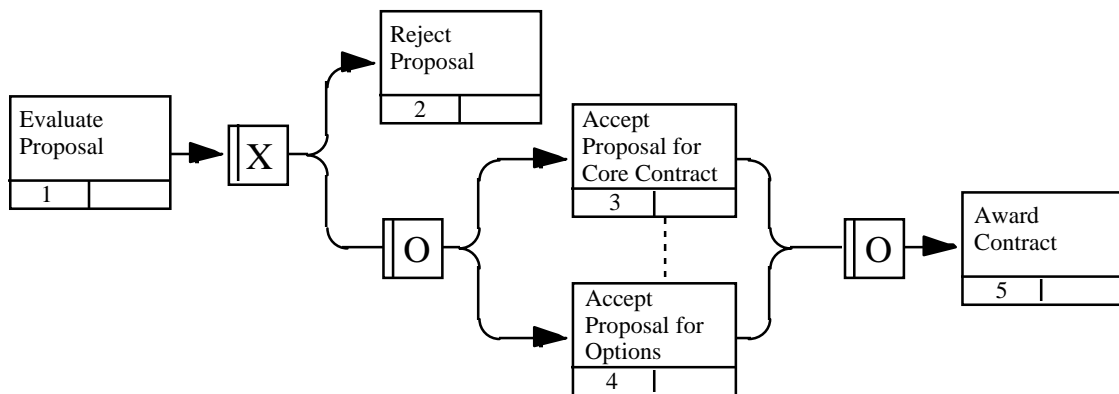 Reject
Proposal
2
Evaluate
Proposal
1
X
Accept
Proposal for
Core Contract
3
O
O
Award
Contract
5
Accept
Proposal for
Options
4